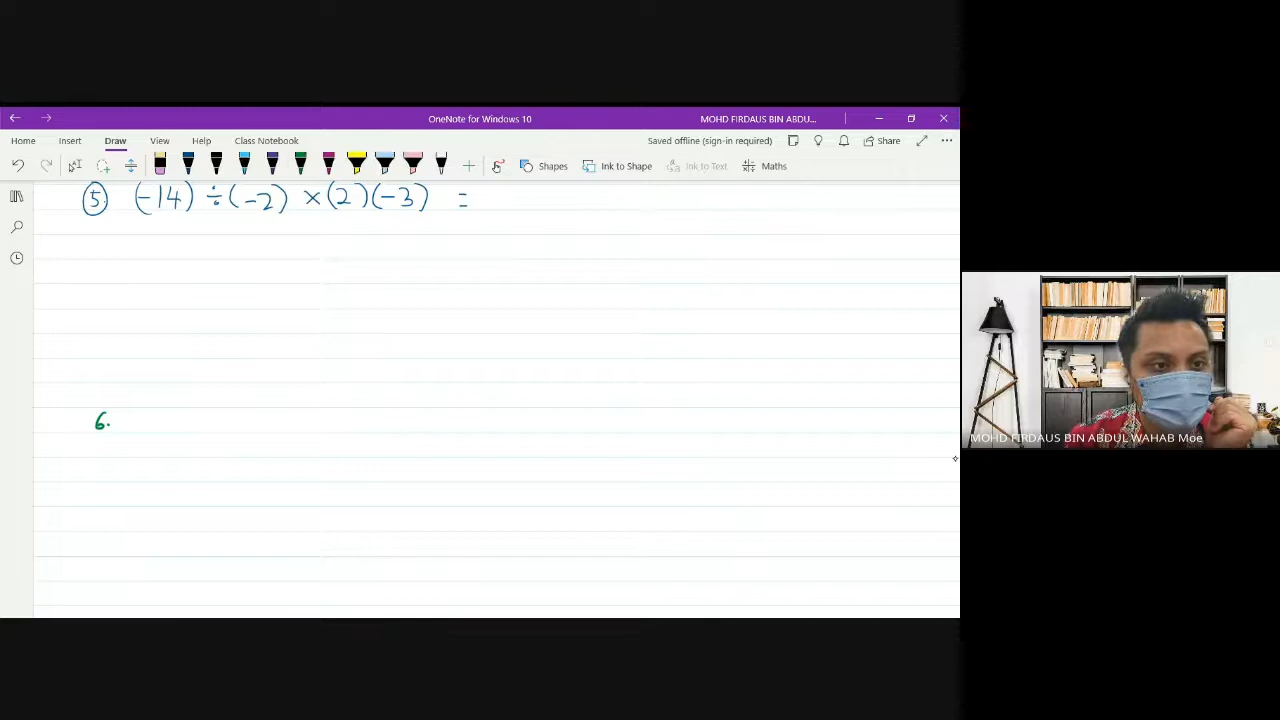 OneNote for Windows 10
MOHD FIRDAUS BIN ABDU...
Home Insert Draw View Help Class Notebook
Saved offline (sign-in required)
Share
Shapes
Ink to Shape
Ink to Text
Maths
⑤ (-14) ÷ (-2) × (2)(-3) =
6.
MOHD FIRDAUS BIN ABDUL WAHAB Moe